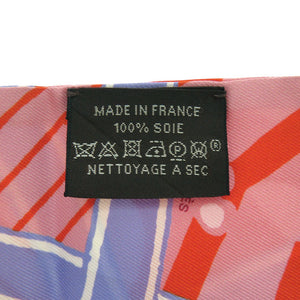 MADE IN FRANCE
100% SOIE
P W ®
NETTOYAGE A SEC